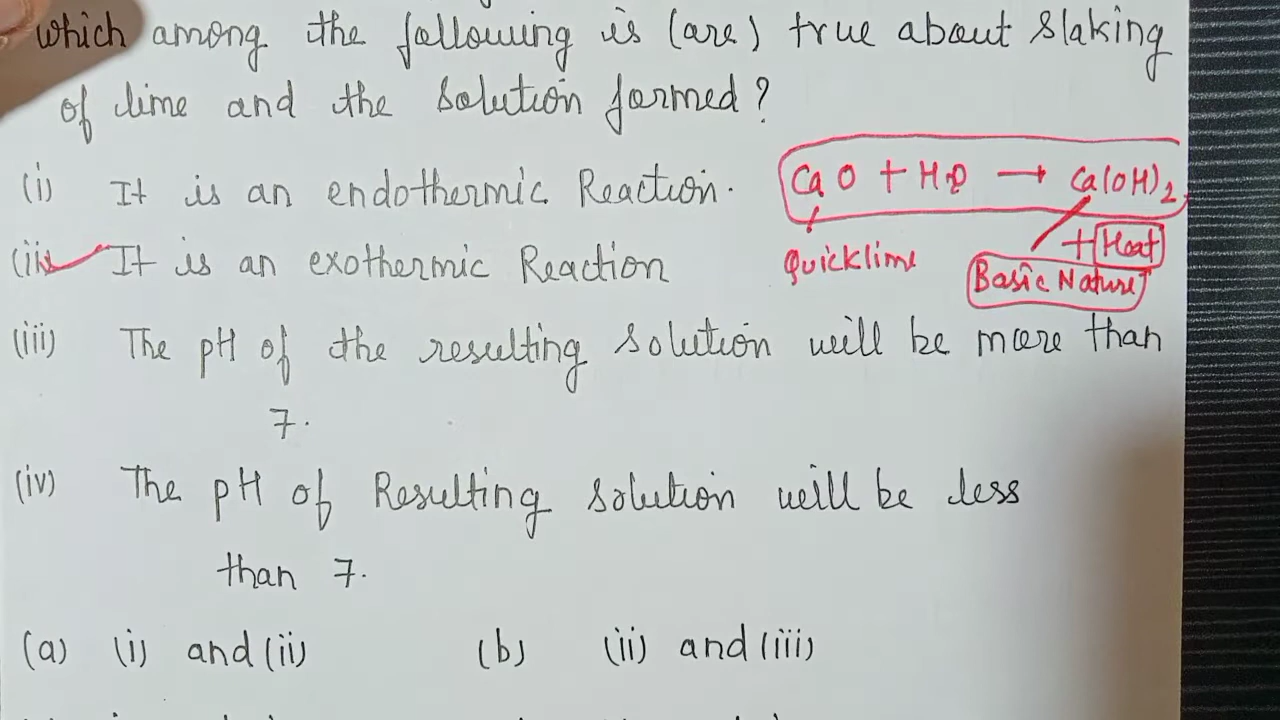 which among the following is (are) true about slaking
of lime and the solution formed?
(i) It is an endothermic Reaction.
CaO + H2O → Ca(OH)2
+ Heat
Quicklime
Basic Nature
(ii) It is an exothermic Reaction
(iii) The pH of the resulting solution will be more than
7.
(iv) The pH of Resulting solution will be less
than 7.
(a) (i) and (ii) (b) (ii) and (iii)